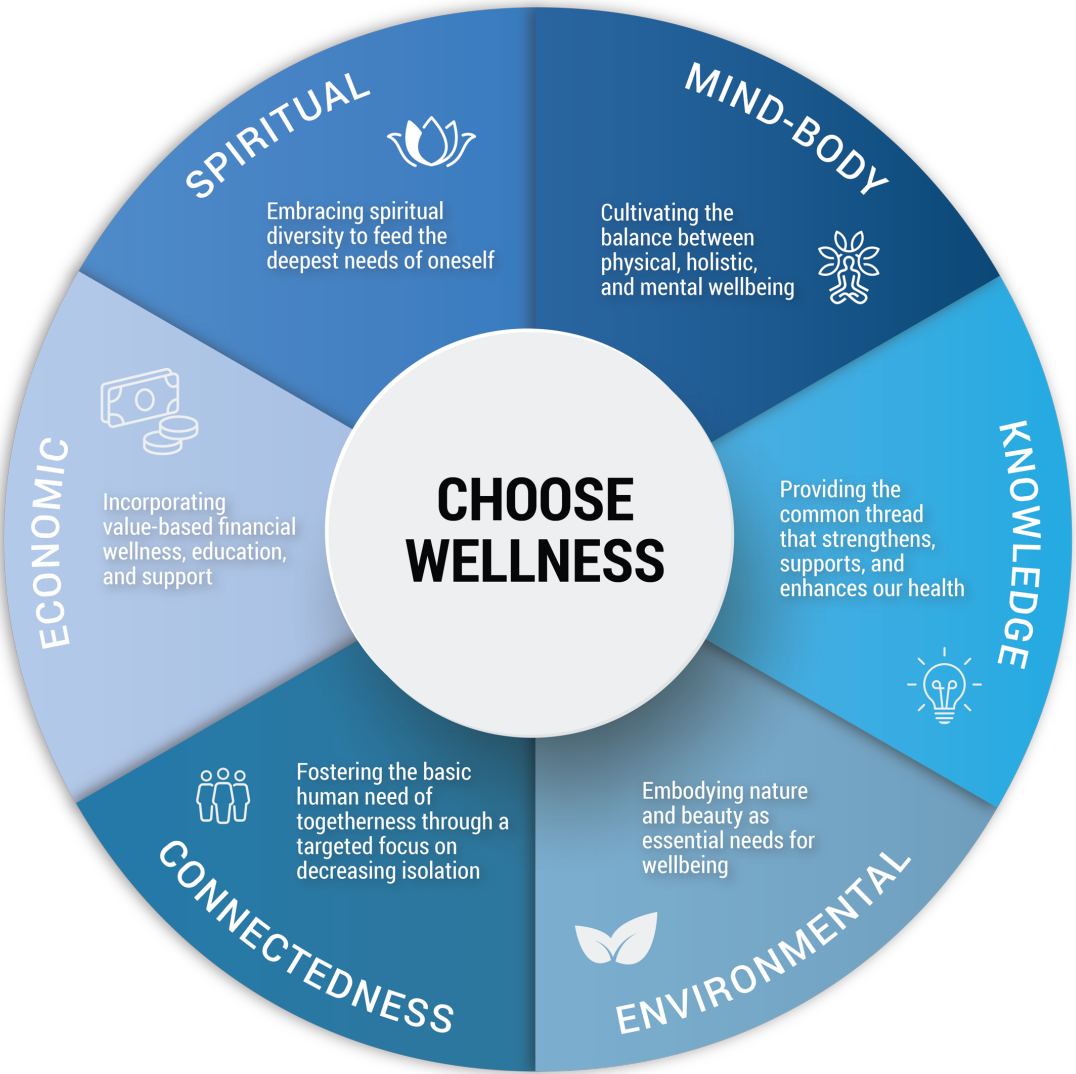 CHOOSE
WELLNESS
SPIRITUAL
Embracing spiritual
diversity to feed the
deepest needs of oneself
MIND-BODY
Cultivating the
balance between
physical, holistic,
and mental wellbeing
KNOWLEDGE
Providing the
common thread
that strengthens,
supports, and
enhances our health
ENVIRONMENTAL
Embodying nature
and beauty as
essential needs for
wellbeing
CONNECTEDNESS
Fostering the basic
human need of
togetherness through a
targeted focus on
decreasing isolation
ECONOMIC
Incorporating
value-based financial
wellness, education,
and support